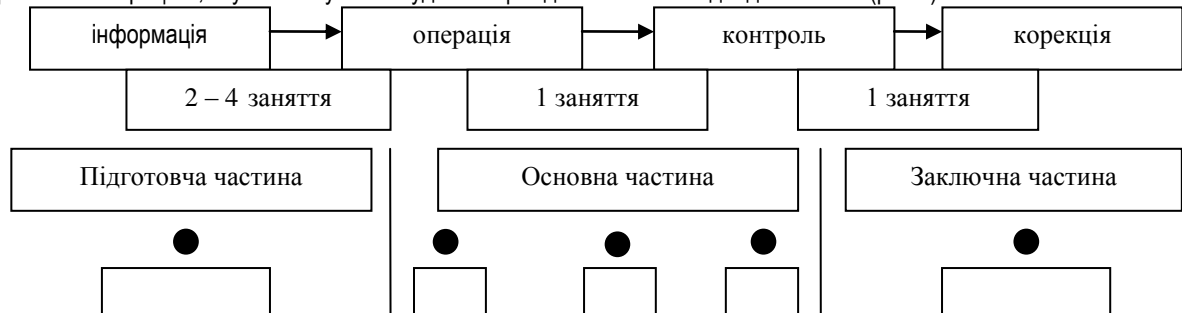 інформація операція контроль корекція
2 – 4 заняття 1 заняття 1 заняття
Підготовча частина Основна частина Заключна частина